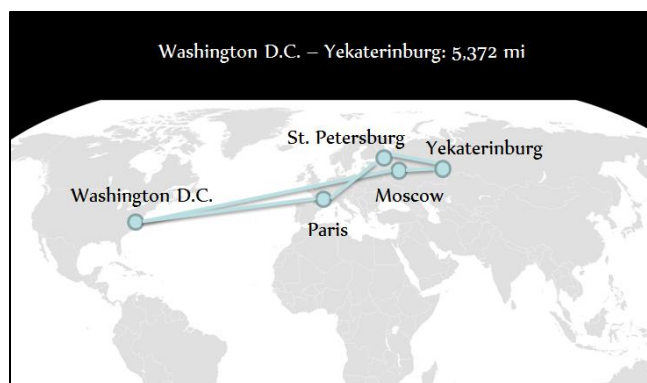 Washington D.C. – Yekaterinburg: 5,372 mi
St. Petersburg
Yekaterinburg
Washington D.C.
Moscow
Paris